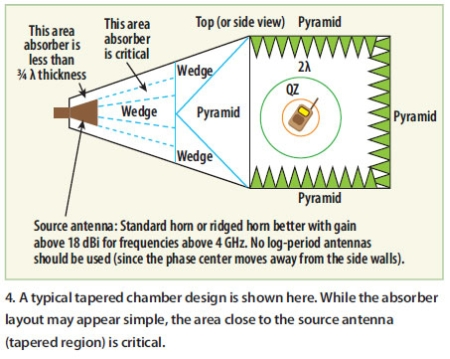 This area
absorber is
less than
¾ λ thickness
This area
absorber
is critical
Top (or side view)
Pyramid
Wedge
Wedge
Wedge
Pyramid
2λ
QZ
Pyramid
Pyramid
Source antenna: Standard horn or ridged horn better with gain
above 18 dBi for frequencies above 4 GHz. No log-period antennas
should be used (since the phase center moves away from the side walls).
4. A typical tapered chamber design is shown here. While the absorber
layout may appear simple, the area close to the source antenna
(tapered region) is critical.